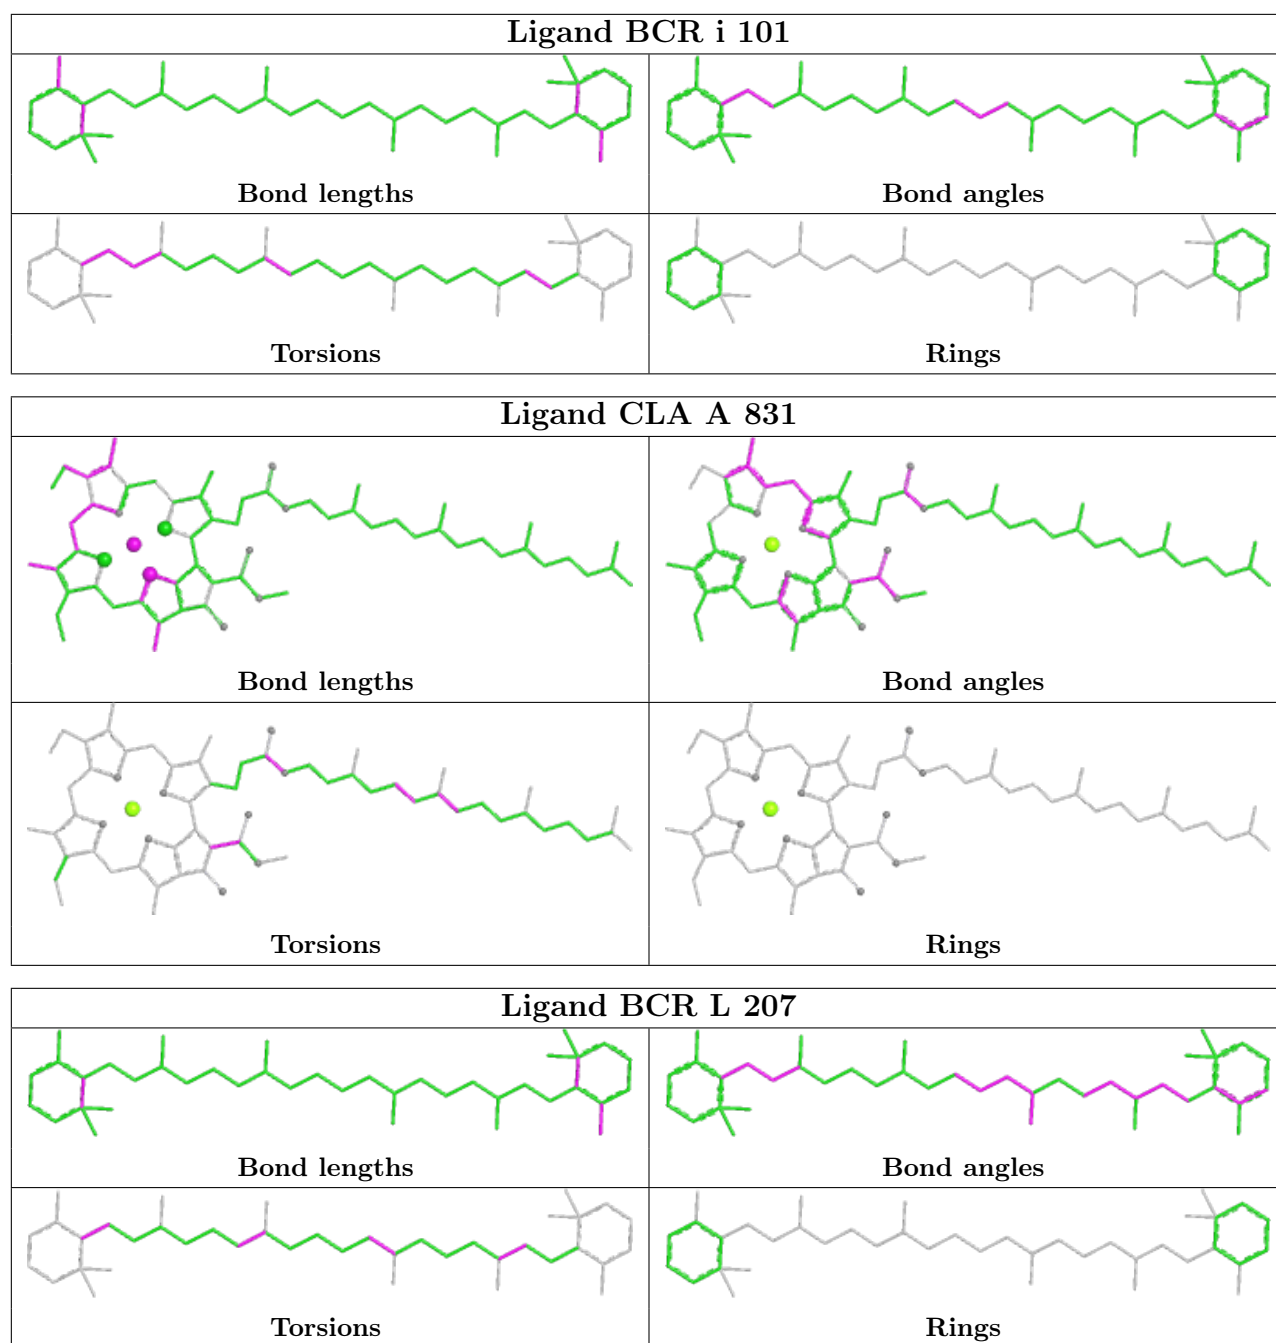 Ligand BCR i 101
Bond lengths
Bond angles
Torsions
Rings
Ligand CLA A 831
Bond lengths
Bond angles
Torsions
Rings
Ligand BCR L 207
Bond lengths
Bond angles
Torsions
Rings